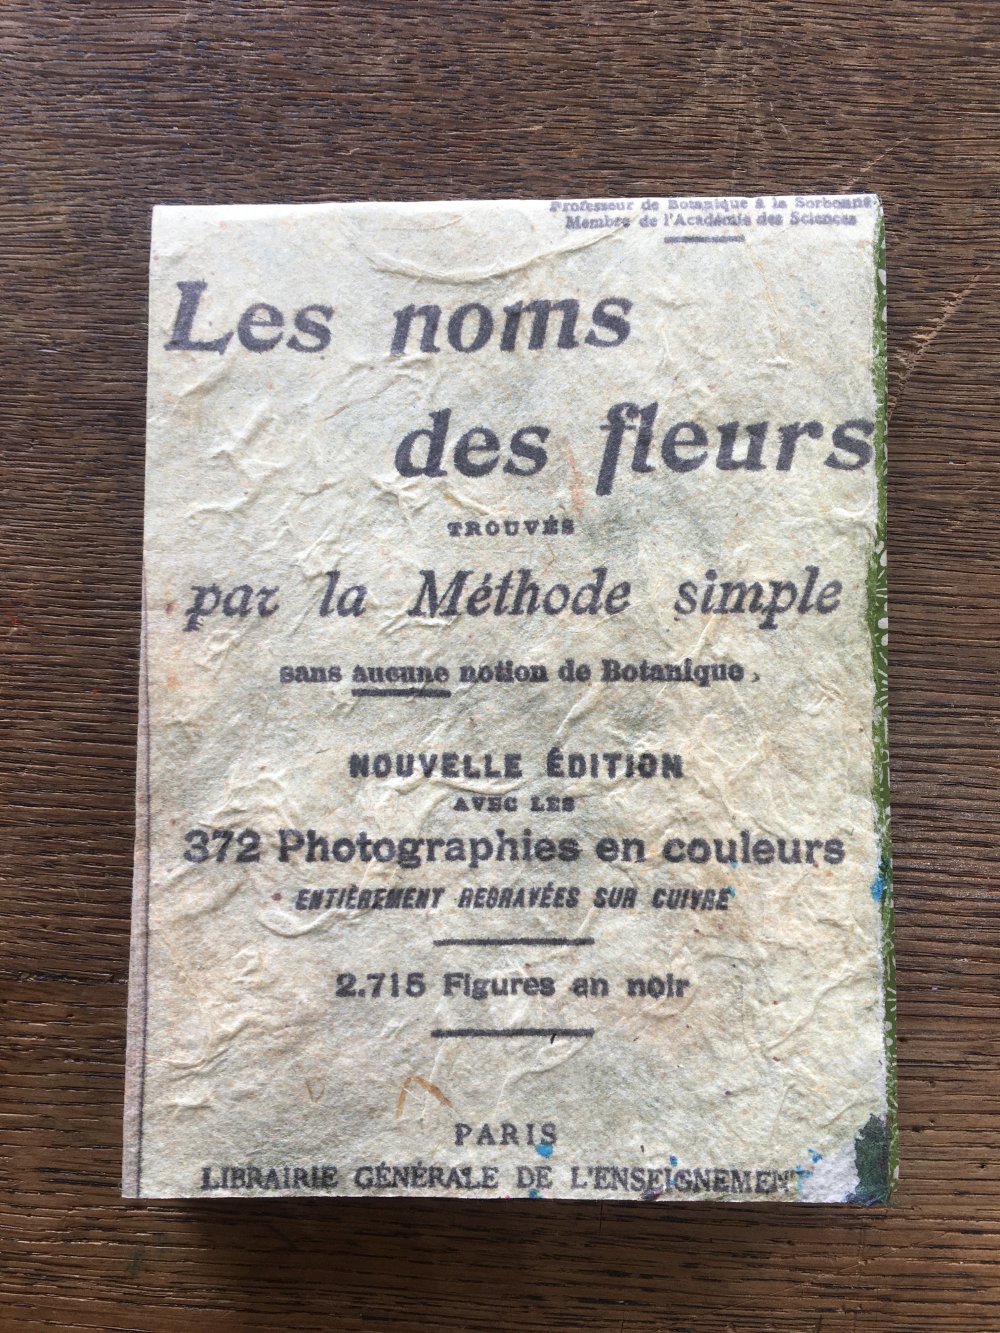 Professeur de Botanique à la Sorbonne
Membre de l'Académie des Sciences
Les noms
des fleurs
TROUVÉS
par la Méthode simple
sans aucune notion de Botanique.
NOUVELLE ÉDITION
AVEC LES
372 Photographies en couleurs
ENTIÈREMENT REGRAVÉES SUR CUIVRE
2.715 Figures en noir
PARIS
LIBRAIRIE GÉNÉRALE DE L'ENSEIGNEMENT